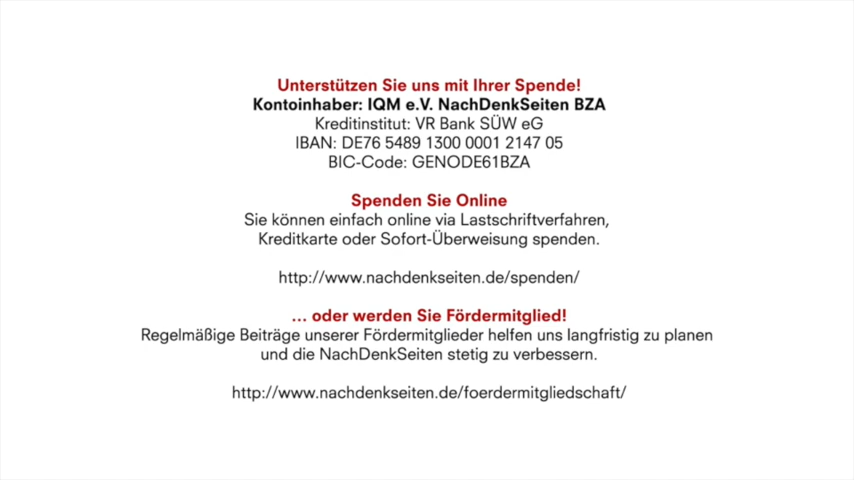 Unterstützen Sie uns mit Ihrer Spende!
Kontoinhaber: IQM e.V. NachDenkSeiten BZA
Kreditinstitut: VR Bank SÜW eG
IBAN: DE76 5489 1300 0001 2147 05
BIC-Code: GENODE61BZA
Spenden Sie Online
Sie können einfach online via Lastschriftverfahren,
Kreditkarte oder Sofort-Überweisung spenden.
http://www.nachdenkseiten.de/spenden/
... oder werden Sie Fördermitglied!
Regelmäßige Beiträge unserer Fördermitglieder helfen uns langfristig zu planen
und die NachDenkSeiten stetig zu verbessern.
http://www.nachdenkseiten.de/foerdermitgliedschaft/